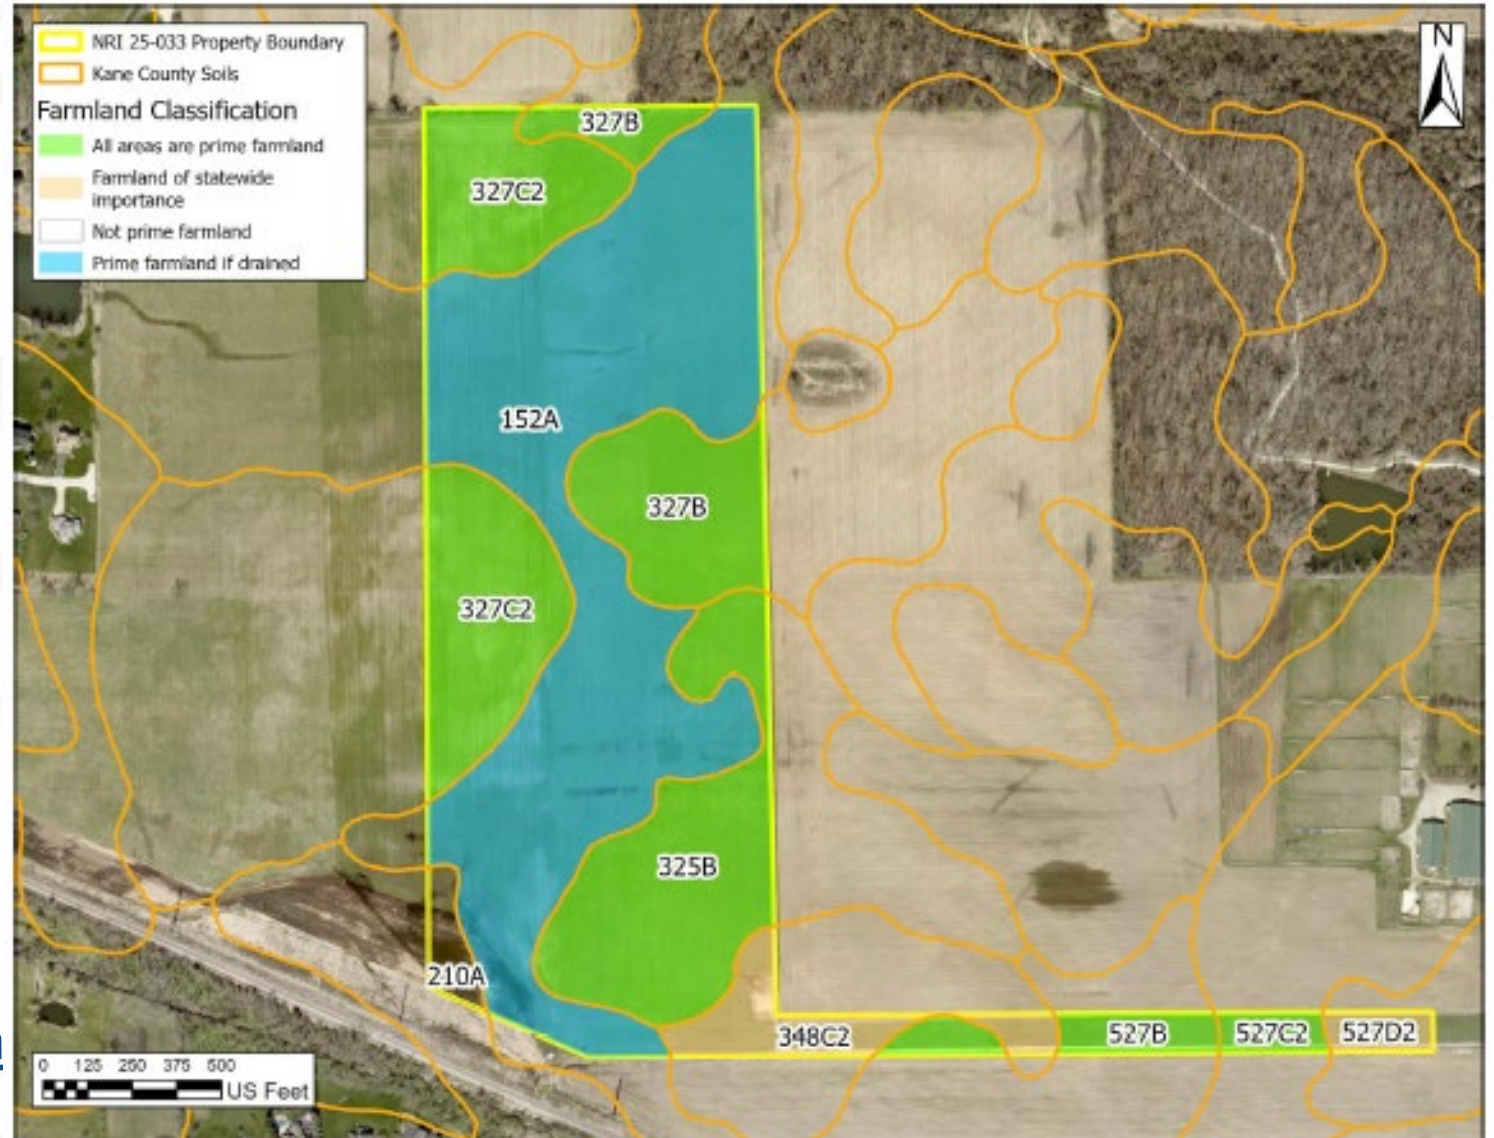 NRI 25-033 Property Boundary
Kane County Soils
Farmland Classification
All areas are prime farmland
Farmland of statewide
importance
Not prime farmland
Prime farmland if drained
N
327B
327C2
152A
327B
327C2
325B
210A
348C2
527B
527C2
527D2
0 125 250 375 500
US Feet